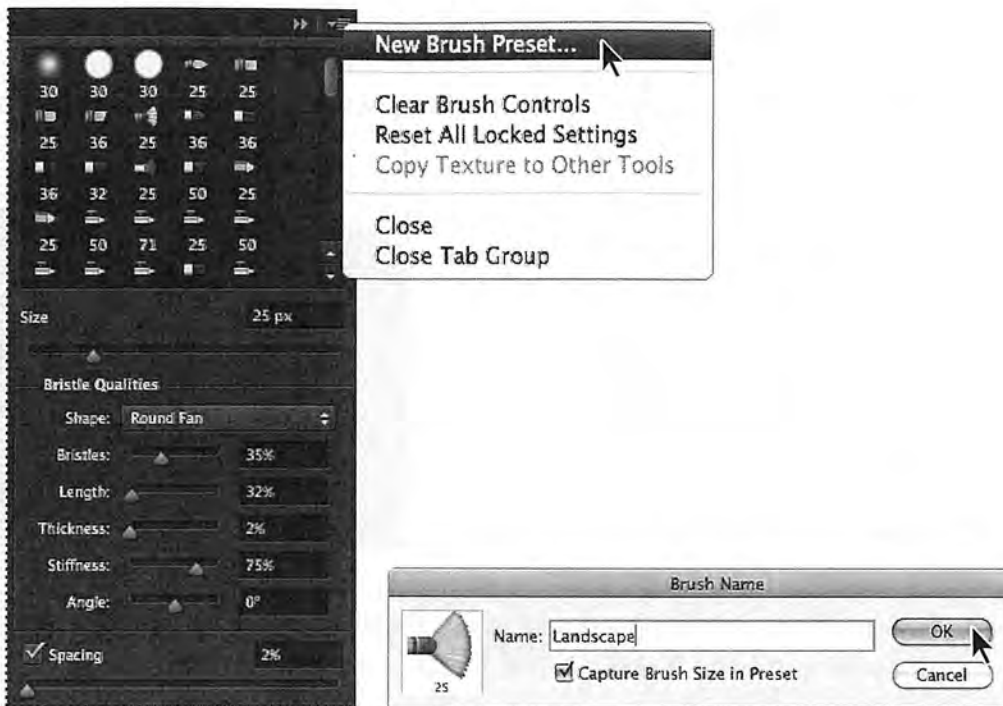 30 30 30 25 25
25 36 25 36 36
36 32 25 50 25
25 50 71 25 50
Size 25 px
Bristle Qualities
Shape: Round Fan
Bristles: 35%
Length: 32%
Thickness: 2%
Stiffness: 75%
Angle: 0°
Spacing 2%
New Brush Preset...
Clear Brush Controls
Reset All Locked Settings
Copy Texture to Other Tools
Close
Close Tab Group
Brush Name
Name: Landscape
OK
Capture Brush Size in Preset
Cancel
25